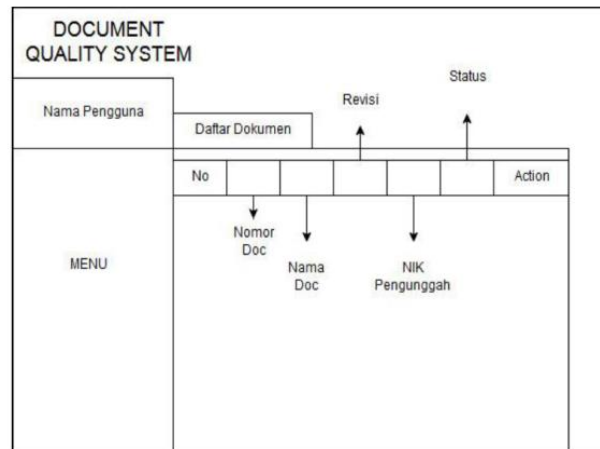 DOCUMENT
QUALITY SYSTEM
Nama Pengguna
Status
Revisi
Daftar Dokumen
No
Action
Nomor
Doc
Nama
Doc
NIK
Pengunggah
MENU